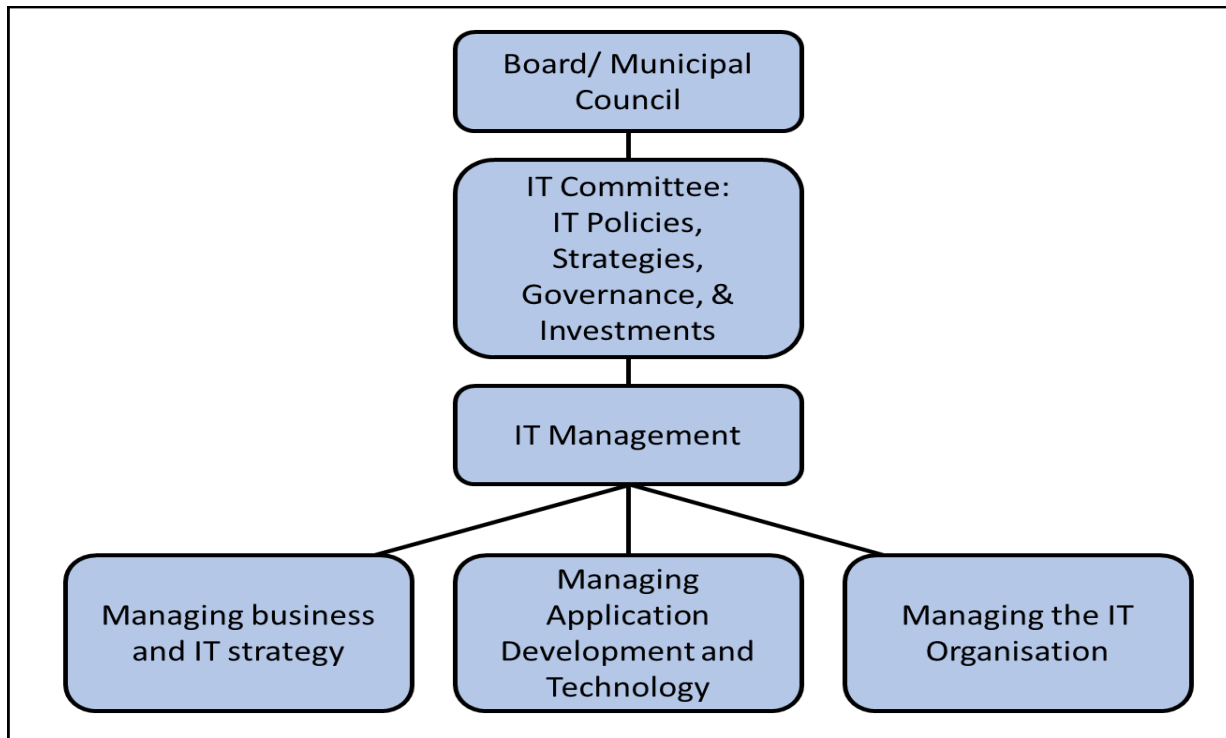 Board/ Municipal
Council
IT Committee:
IT Policies,
Strategies,
Governance, &
Investments
IT Management
Managing business
and IT strategy
Managing
Application
Development and
Technology
Managing the IT
Organisation